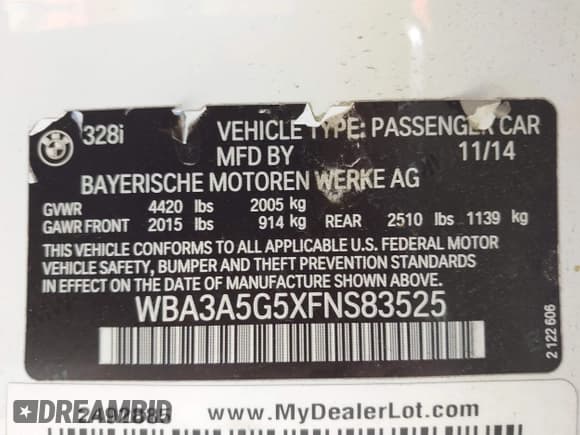 BMW
328i VEHICLE TYPE: PASSENGER CAR
MFD BY 11/14
BAYERISCHE MOTOREN WERKE AG
GVWR 4420 lbs 2005 kg
GAWR FRONT 2015 lbs 914 kg REAR 2510 lbs 1139 kg
THIS VEHICLE CONFORMS TO ALL APPLICABLE U.S. FEDERAL MOTOR
VEHICLE SAFETY, BUMPER AND THEFT PREVENTION STANDARDS
IN EFFECT ON THE DATE OF MANUFACTURE SHOWN ABOVE.
WBA3A5G5XFNS83525
2 122 606
2492885 www.MyDealerLot.com
DREAMBID